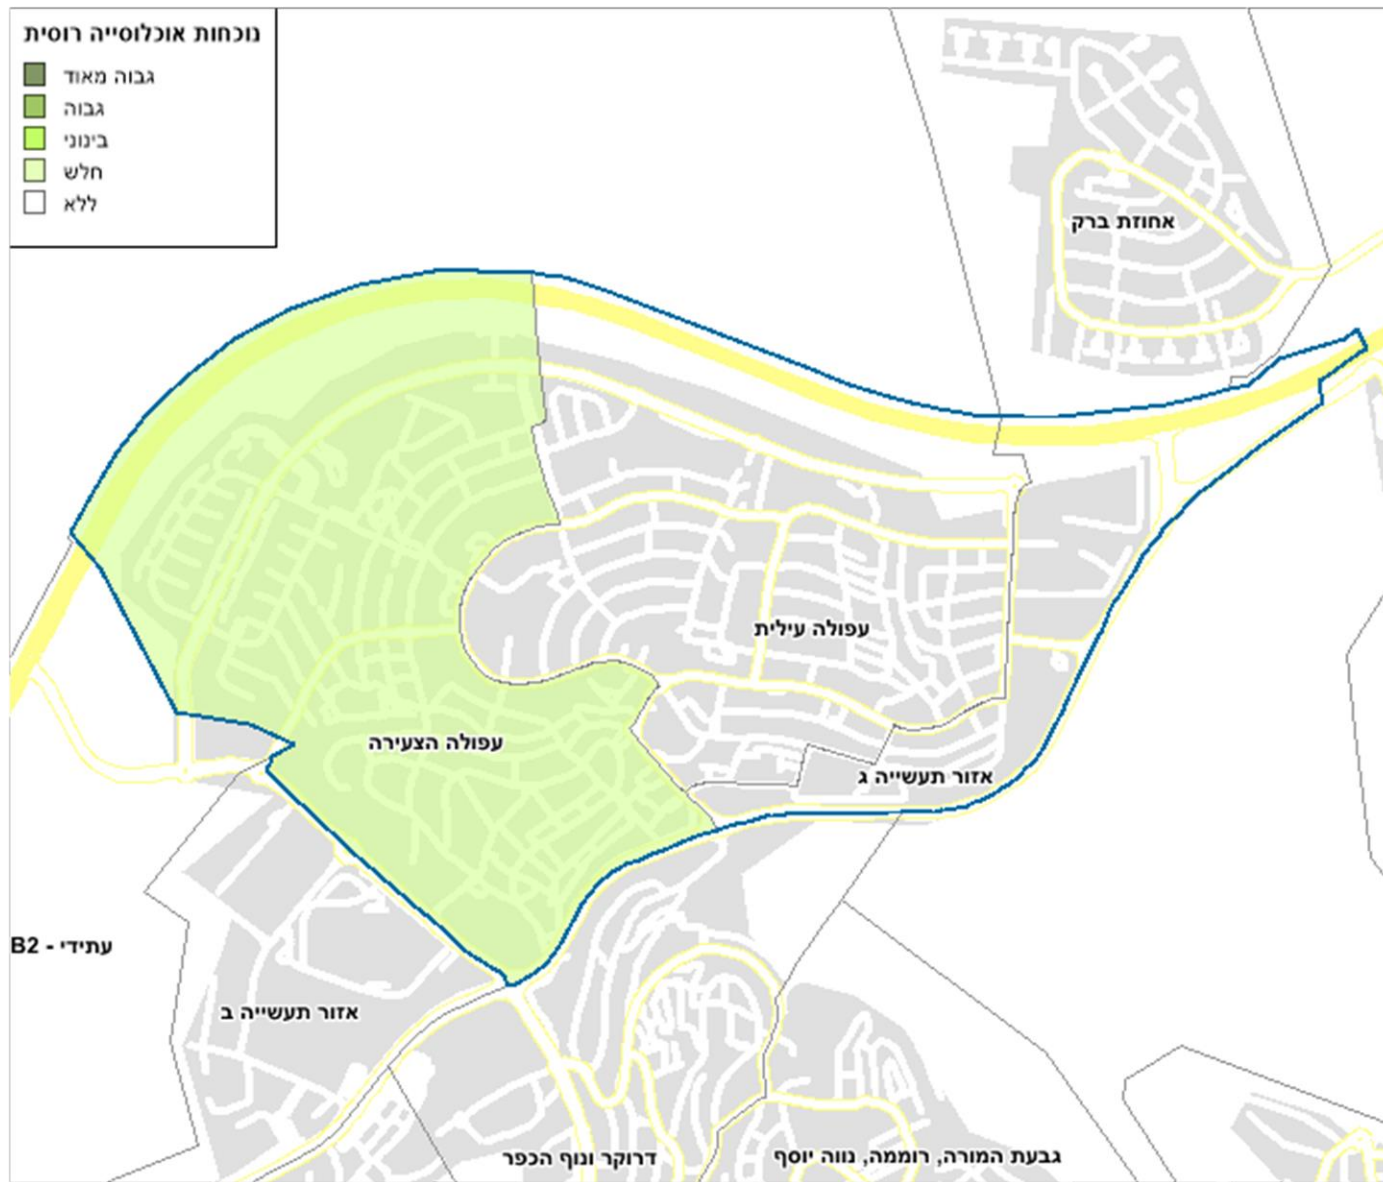 נוכחות אוכלוסייה רוסית
גבוה מאוד
גבוה
בינוני
חלש
ללא
אחוזת ברק
עפולה עילית
עפולה הצעירה
אזור תעשייה ג
B2 - עתידי
אזור תעשייה ב
דרוקר ונוף הכפר
גבעת המורה, רוממה, נווה יוסף